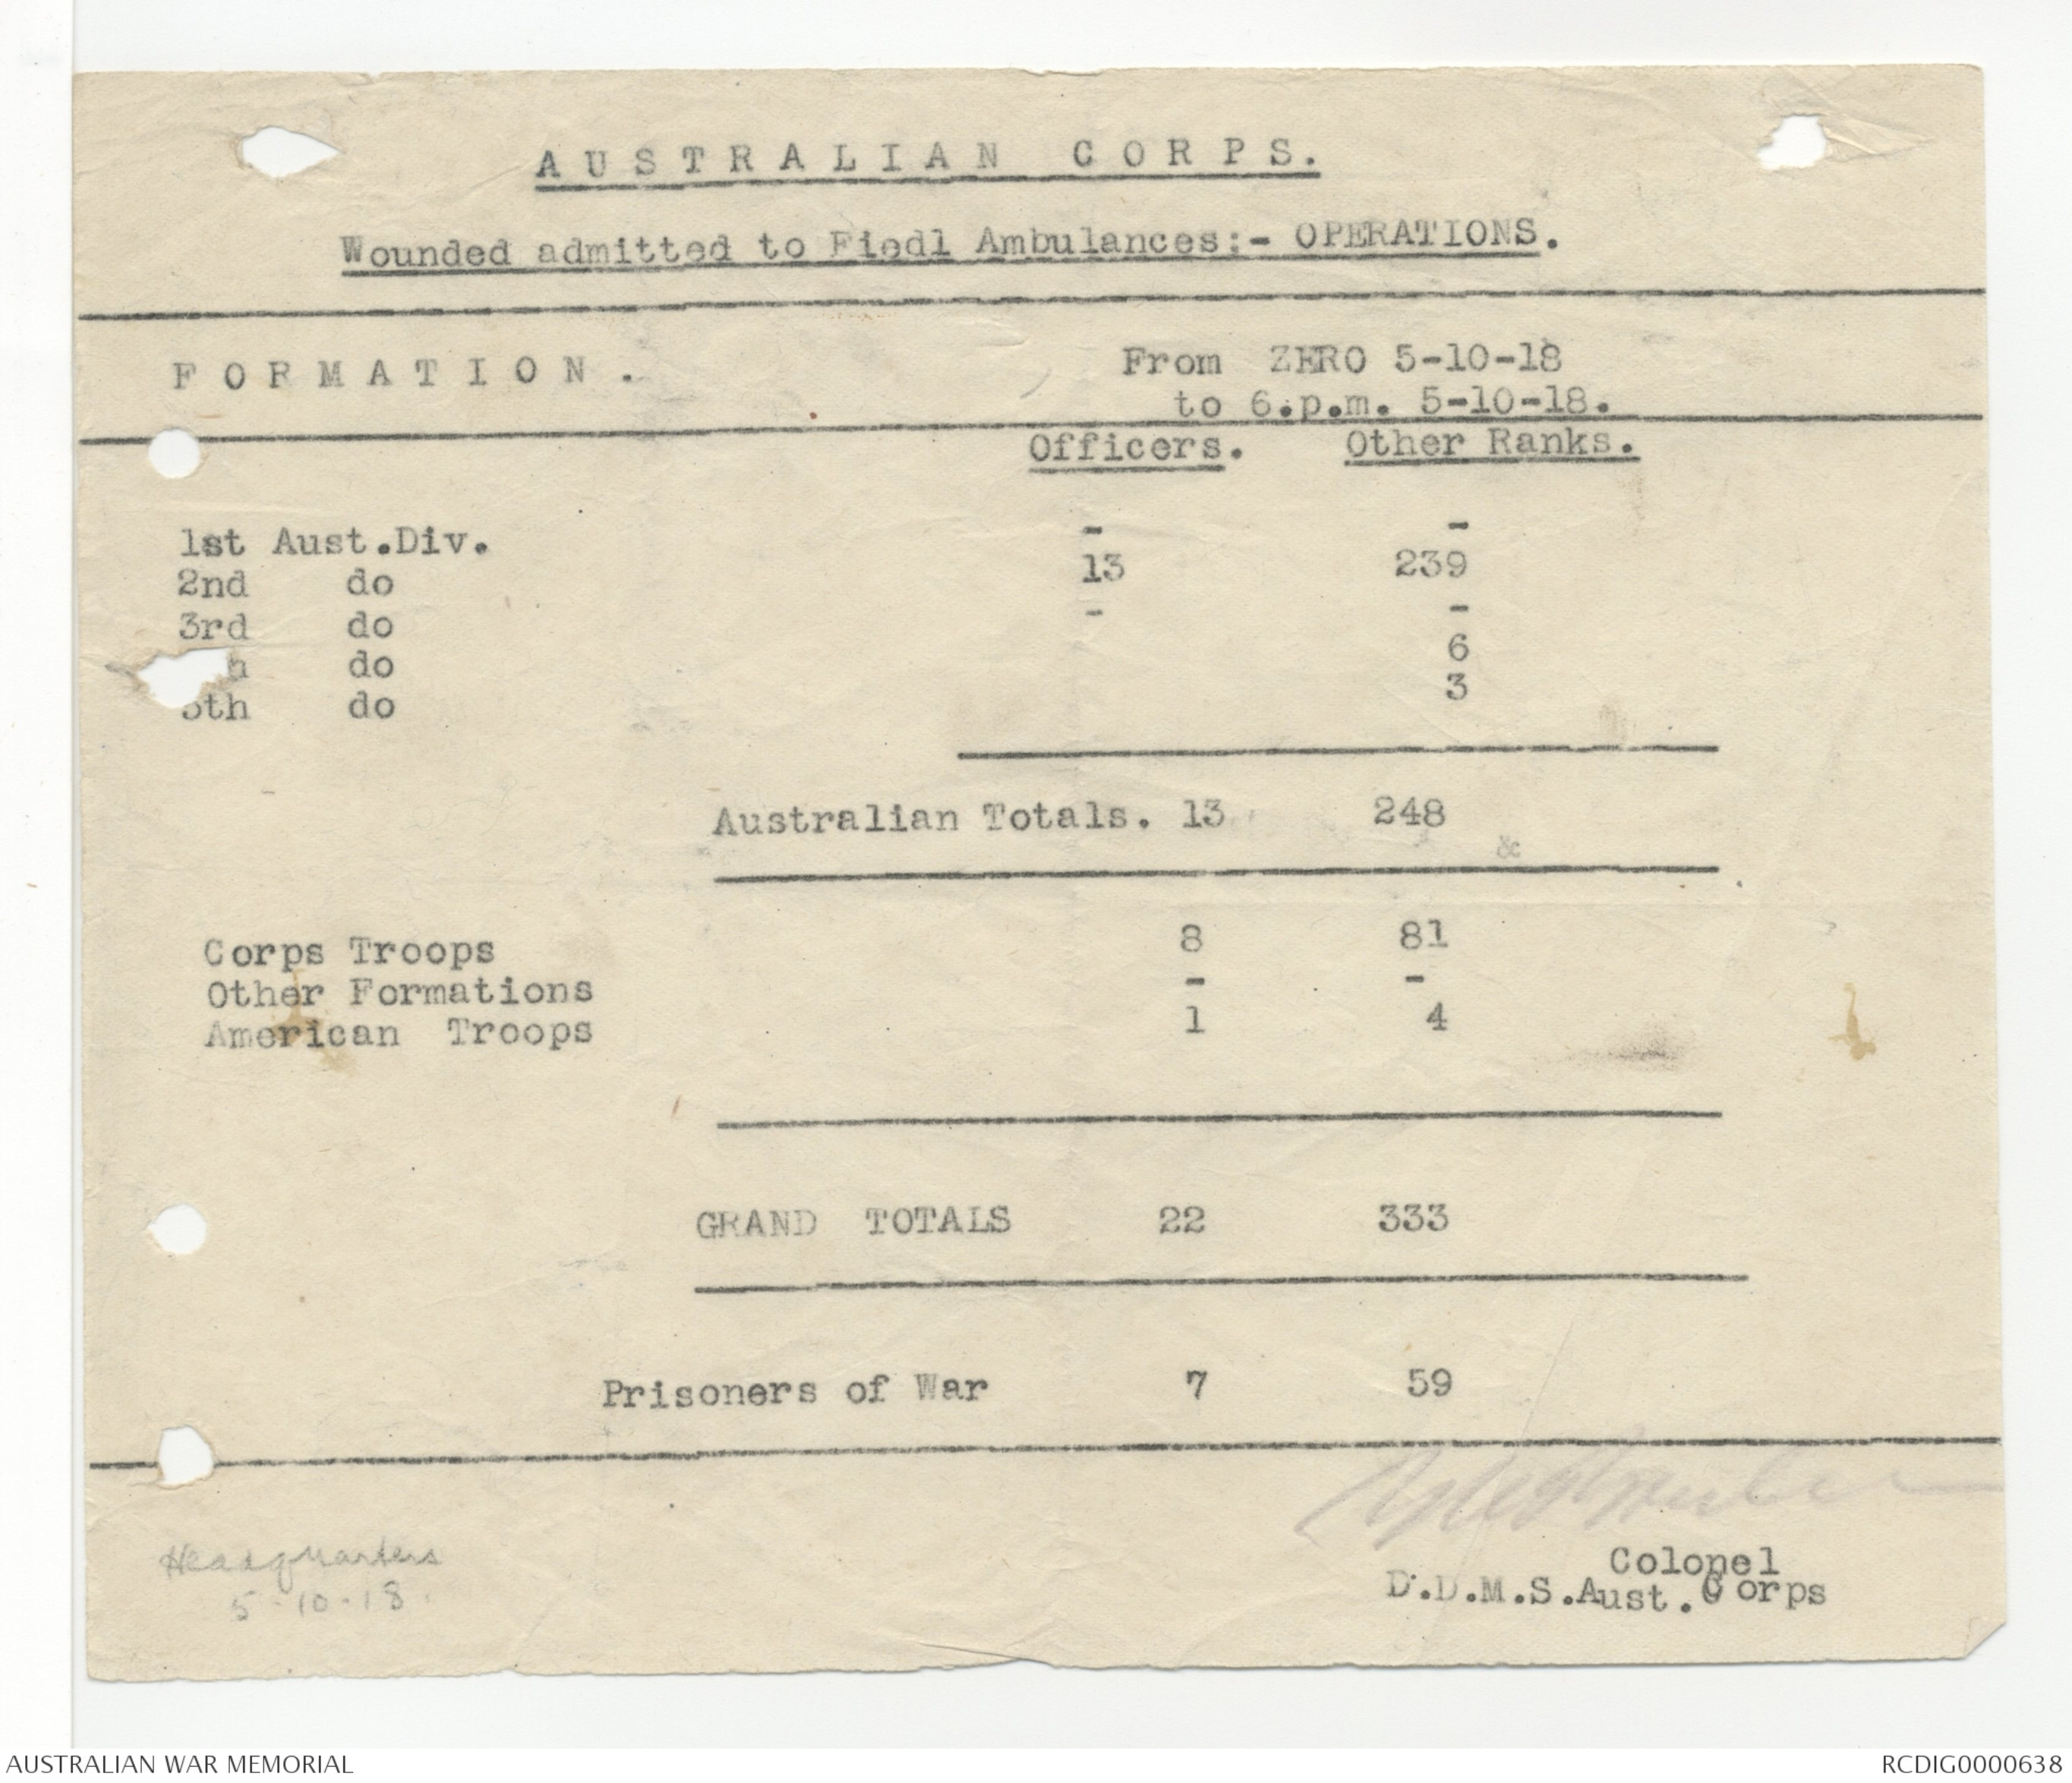 AUSTRALIAN CORPS.
Wounded admitted to Fiedl Ambulances:- OPERATIONS.
FORMATION. From ZERO 5-10-18
to 6.p.m. 5-10-18.
Officers. Other Ranks.
1st Aust.Div. - -
2nd do 13 239
3rd do - -
h do 6
5th do 3
Australian Totals. 13 248
&
Corps Troops 8 81
Other Formations - -
American Troops 1 4
GRAND TOTALS 22 333
Prisoners of War 7 59
Headquarters
5-10-18.
Colonel
D.D.M.S.Aust.Corps
AUSTRALIAN WAR MEMORIAL RCDIG0000638